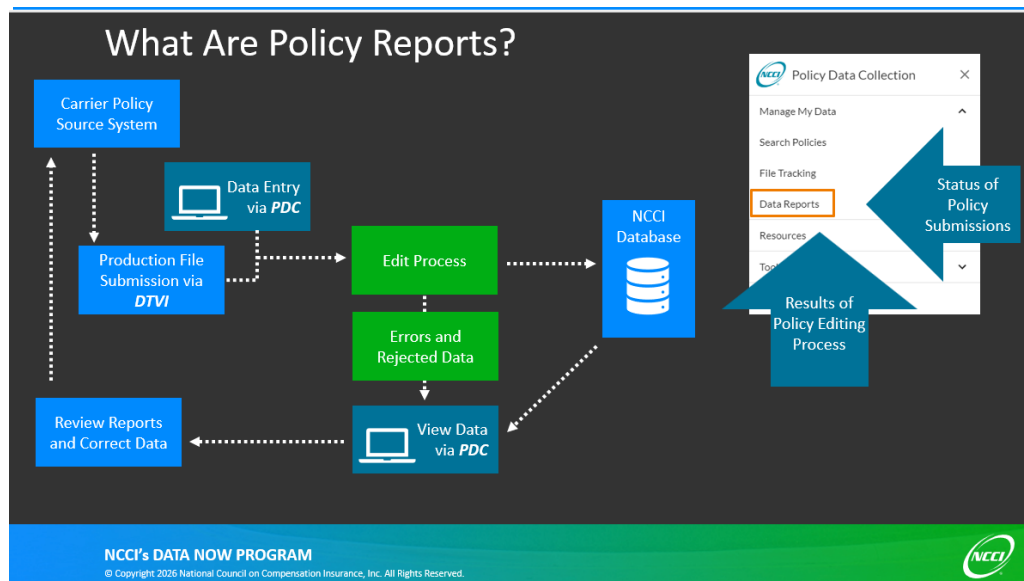 What Are Policy Reports?
Carrier Policy
Source System
Data Entry
via PDC
Production File
Submission via
DTVI
Edit Process
Errors and
Rejected Data
NCCI
Database
View Data
via PDC
Review Reports
and Correct Data
NCCI
Policy Data Collection
Manage My Data
Search Policies
File Tracking
Data Reports
Resources
Status of
Policy
Submissions
Results of
Policy Editing
Process
NCCI's DATA NOW PROGRAM
© Copyright 2026 National Council on Compensation Insurance, Inc. All Rights Reserved.
NCCI